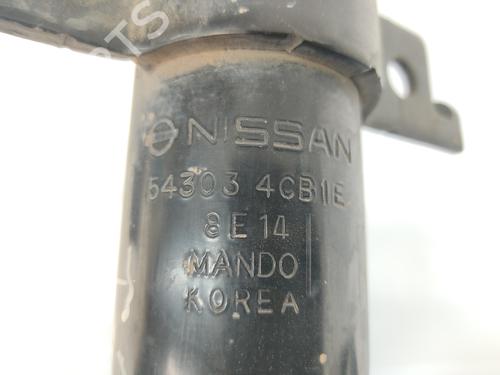 NISSAN
54303 4CB1E
8E14
MANDO
KOREA